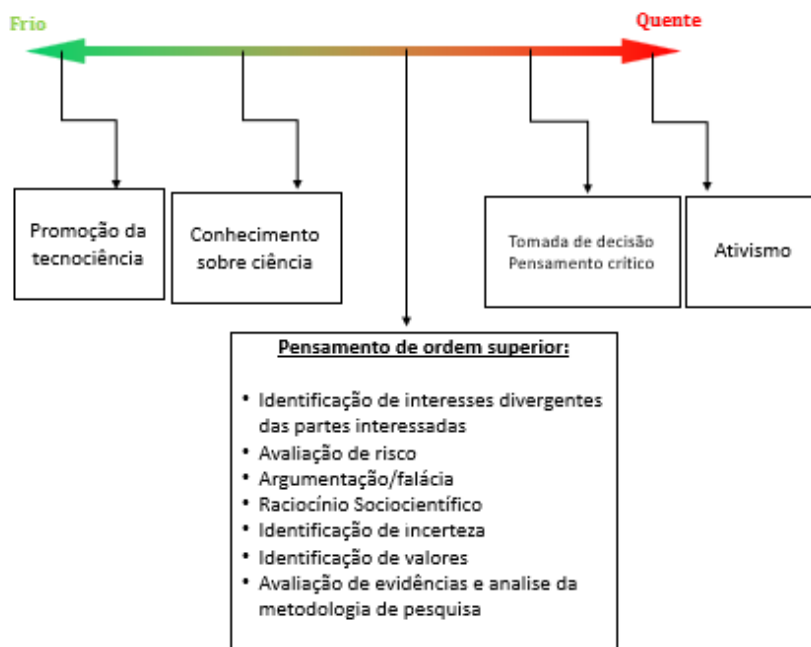 Frio
Quente
Promoção da
tecnociência
Conhecimento
sobre ciência
Tomada de decisão
Pensamento crítico
Ativismo
Pensamento de ordem superior:
• Identificação de interesses divergentes
das partes interessadas
• Avaliação de risco
• Argumentação/falácia
• Raciocínio Sociocientífico
• Identificação de incerteza
• Identificação de valores
• Avaliação de evidências e analise da
metodologia de pesquisa